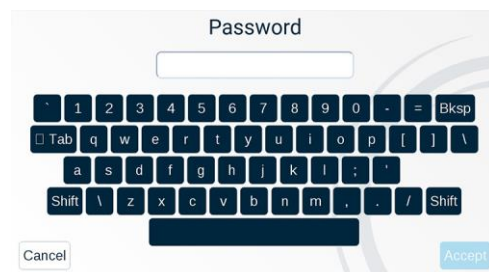 Password
` 1 2 3 4 5 6 7 8 9 0 - = Bksp
Tab q w e r t y u i o p [ ] \
a s d f g h j k l ; '
Shift \ z x c v b n m , . / Shift
Cancel Accept